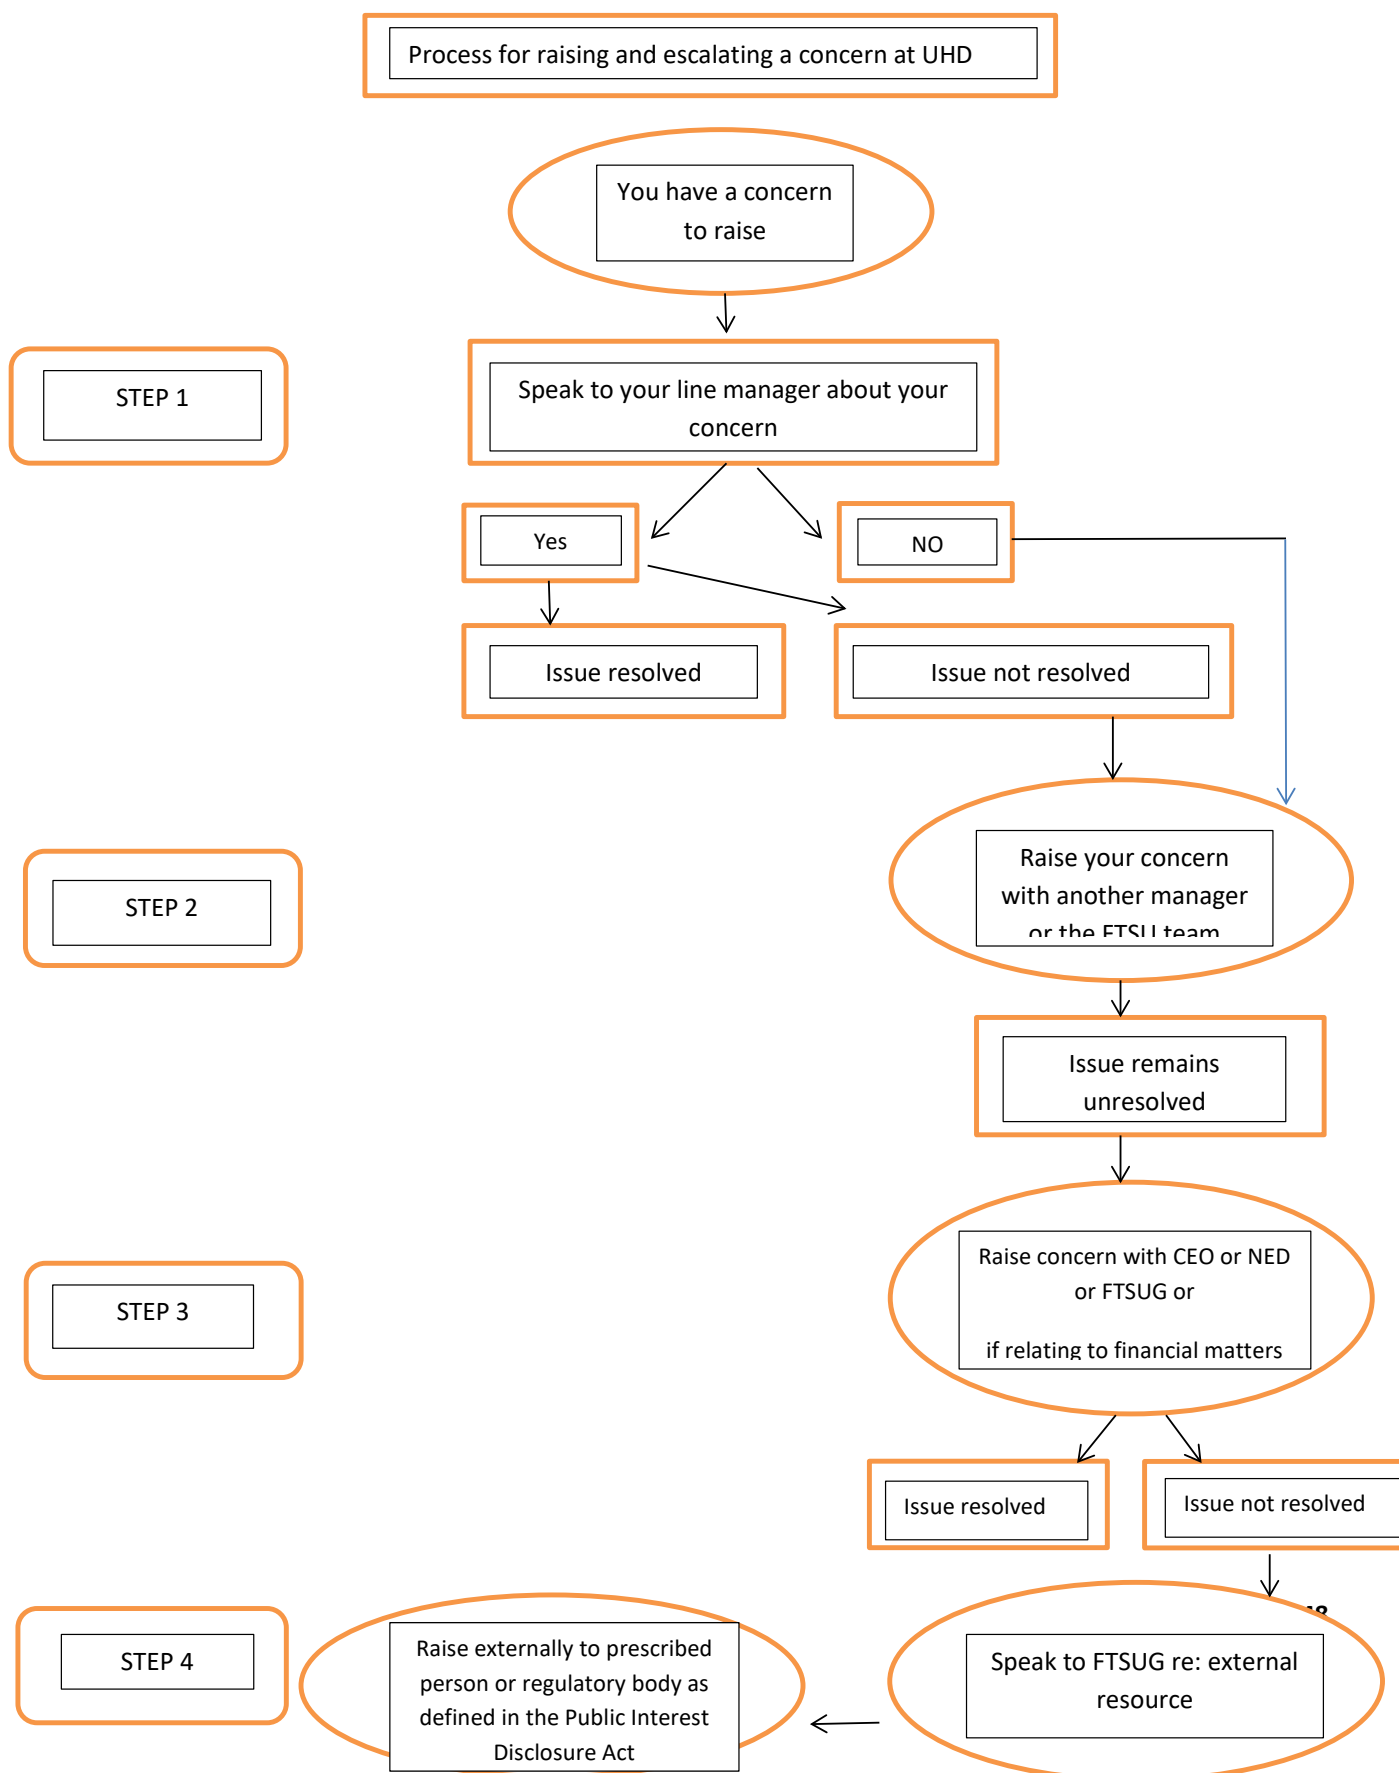 Process for raising and escalating a concern at UHD
You have a concern
to raise
STEP 1
Speak to your line manager about your
concern
Yes
NO
Issue resolved
Issue not resolved
STEP 2
Raise your concern
with another manager
or the FTSU team
Issue remains
unresolved
STEP 3
Raise concern with CEO or NED
or FTSUG or
if relating to financial matters
Issue resolved
Issue not resolved
STEP 4
Raise externally to prescribed
person or regulatory body as
defined in the Public Interest
Disclosure Act
Speak to FTSUG re: external
resource